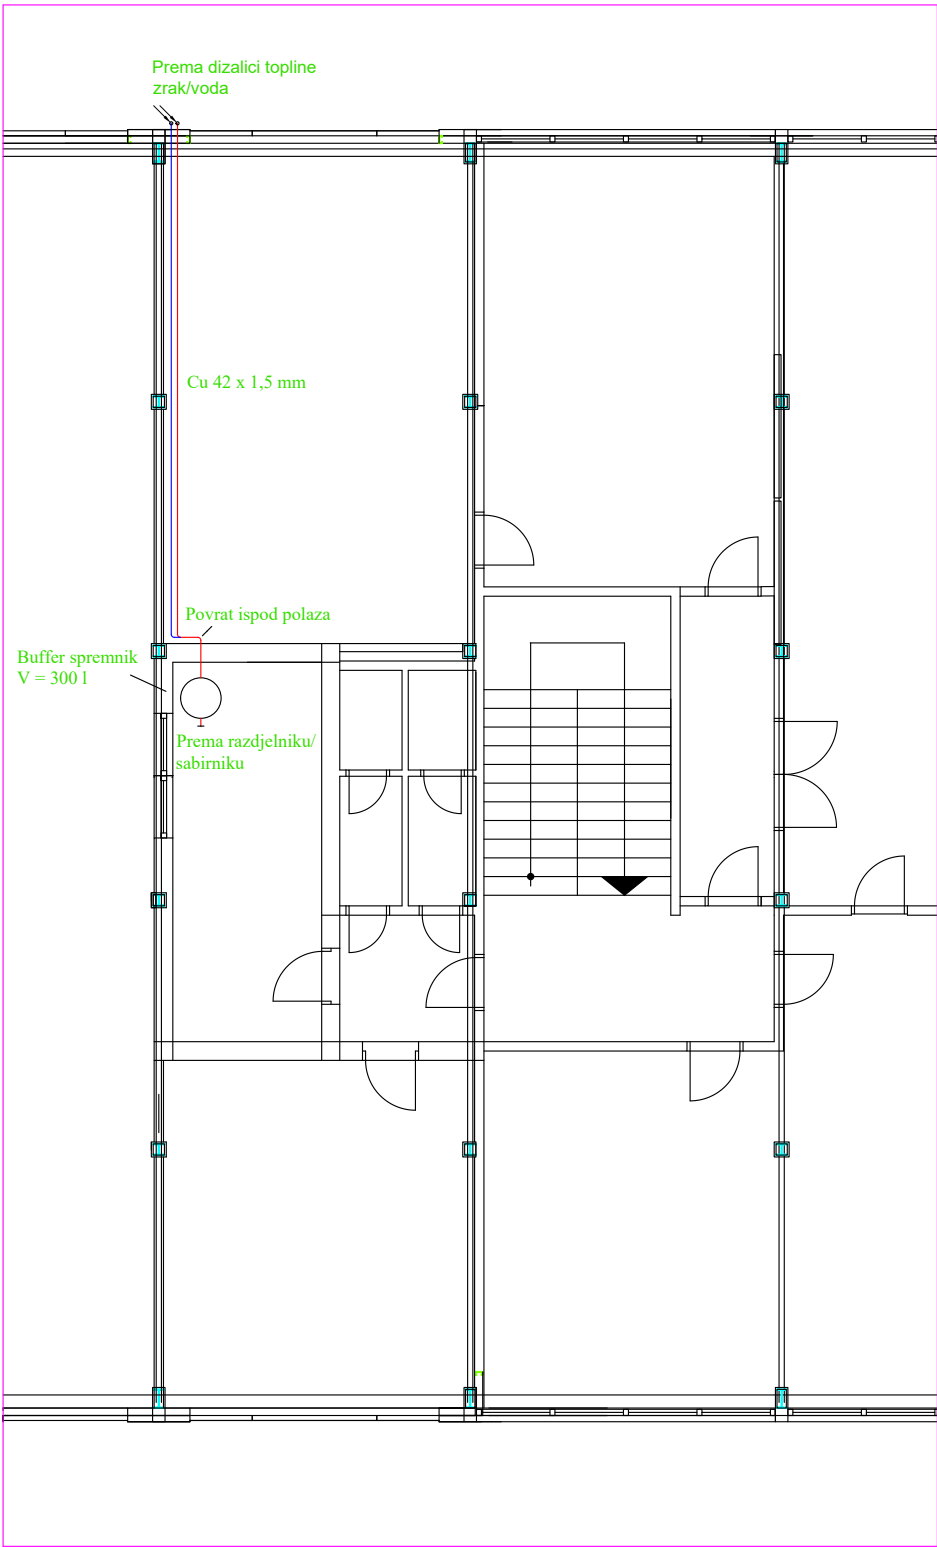 Prema dizalici topline
zrak/voda
Cu 42 x 1,5 mm
Povrat ispod polaza
Buffer spremnik
V = 300 l
Prema razdjelniku/
sabirniku